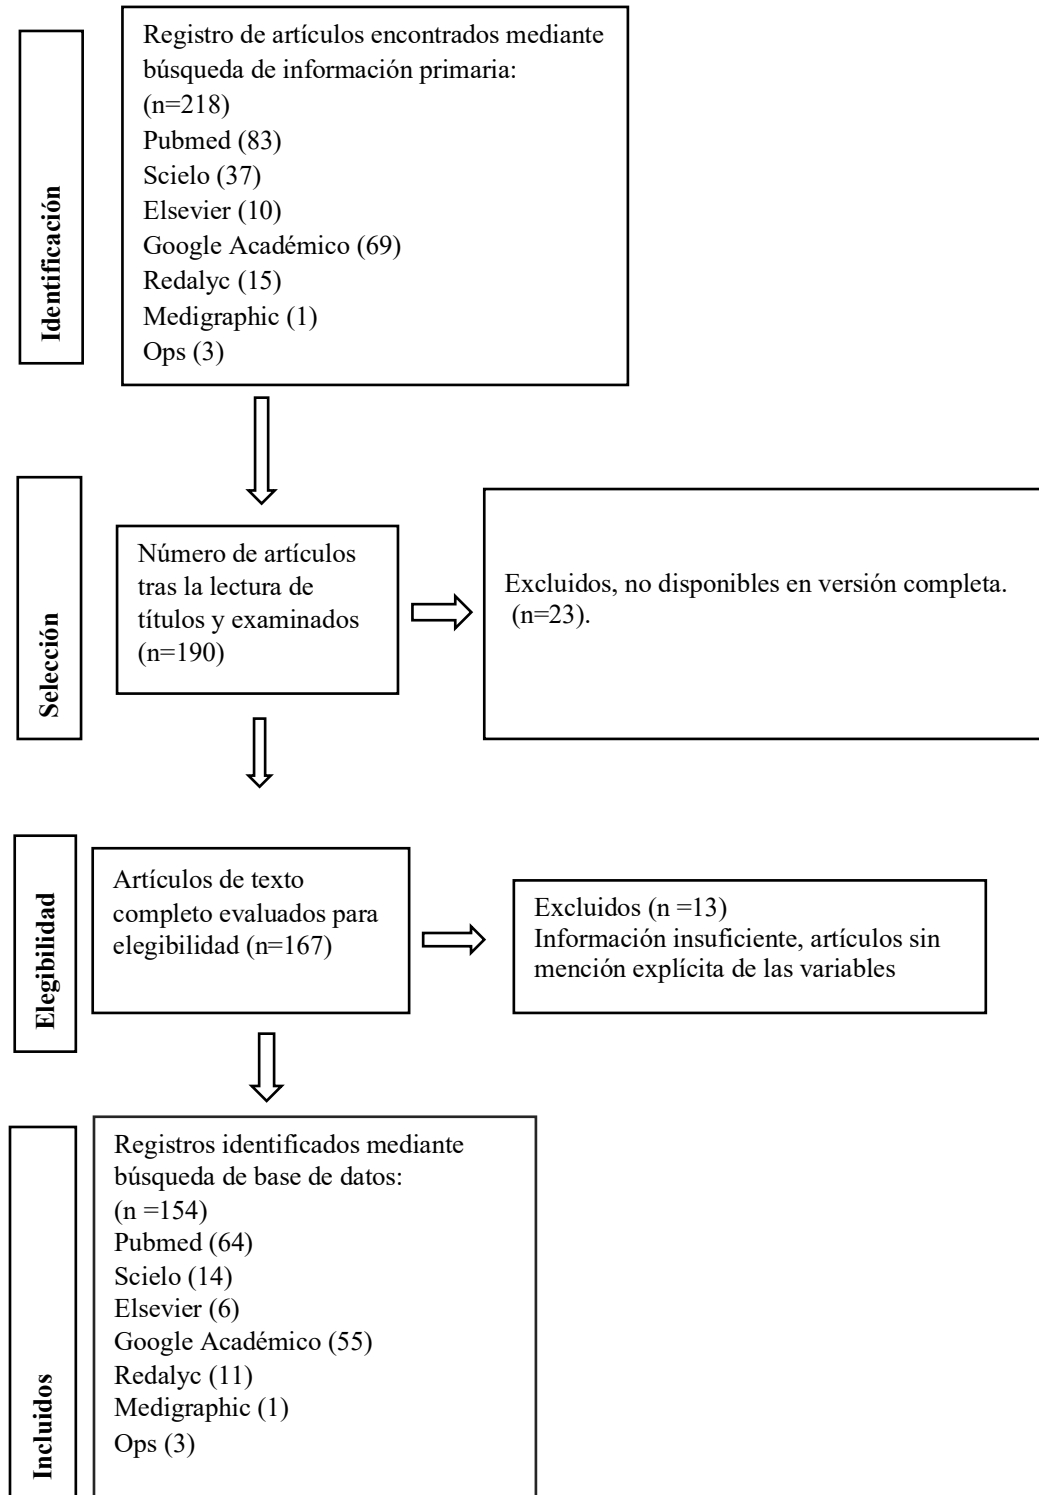 Identificación
Registro de artículos encontrados mediante
búsqueda de información primaria:
(n=218)
Pubmed (83)
Scielo (37)
Elsevier (10)
Google Académico (69)
Redalyc (15)
Medigraphic (1)
Ops (3)
Selección
Número de artículos
tras la lectura de
títulos y examinados
(n=190)
Excluidos, no disponibles en versión completa.
(n=23).
Elegibilidad
Artículos de texto
completo evaluados para
elegibilidad (n=167)
Excluidos (n =13)
Información insuficiente, artículos sin
mención explícita de las variables
Incluidos
Registros identificados mediante
búsqueda de base de datos:
(n =154)
Pubmed (64)
Scielo (14)
Elsevier (6)
Google Académico (55)
Redalyc (11)
Medigraphic (1)
Ops (3)